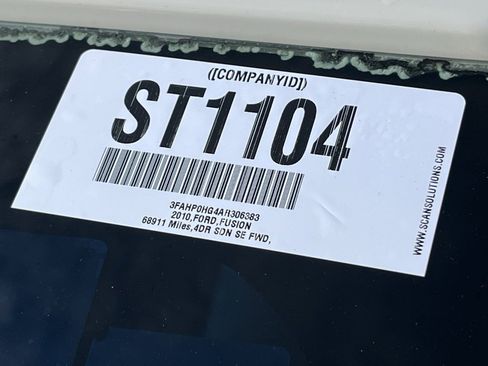 ([COMPANYID])
ST1104
3FAHP0HG4AR306383
2010,FORD,FUSION
68911 Miles,4DR SDN SE FWD,
WWW.SCANSOLUTIONS.COM